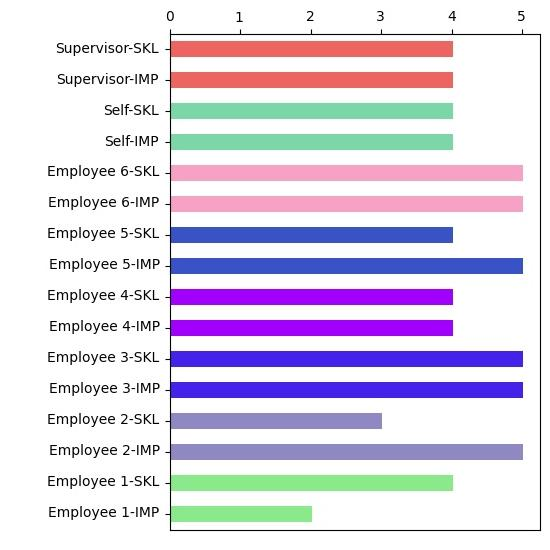 0 1 2 3 4 5
Supervisor-SKL
Supervisor-IMP
Self-SKL
Self-IMP
Employee 6-SKL
Employee 6-IMP
Employee 5-SKL
Employee 5-IMP
Employee 4-SKL
Employee 4-IMP
Employee 3-SKL
Employee 3-IMP
Employee 2-SKL
Employee 2-IMP
Employee 1-SKL
Employee 1-IMP